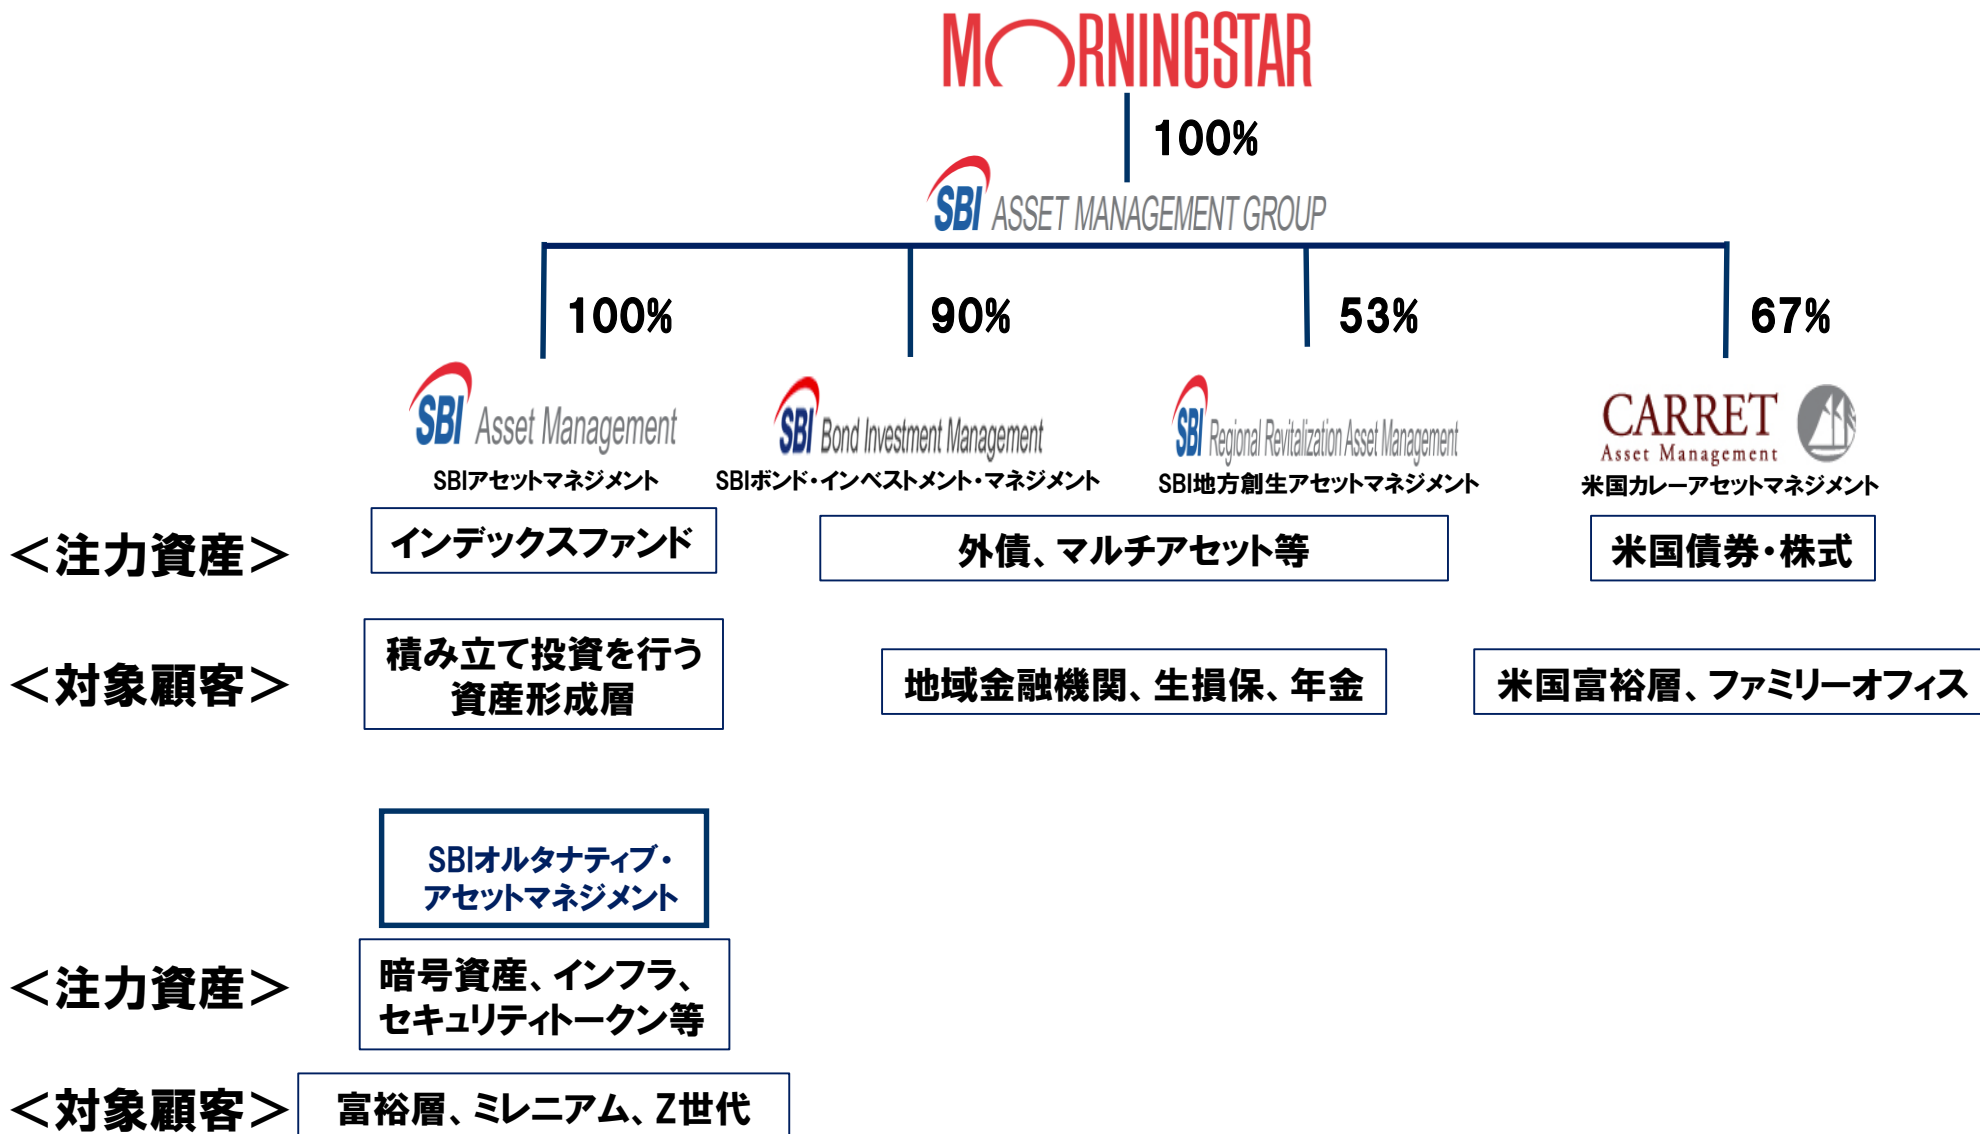 MORNINGSTAR
100%
SBI ASSET MANAGEMENT GROUP
100%
90%
53%
67%
SBI Asset Management
SBI Bond Investment Management
SBI Regional Revitalization Asset Management
CARRET
Asset Management
SBIアセットマネジメント
SBIボンド・インベストメント・マネジメント
SBI地方創生アセットマネジメント
米国カレーアセットマネジメント
＜注力資産＞
インデックスファンド
外債、マルチアセット等
米国債券・株式
＜対象顧客＞
積み立て投資を行う
資産形成層
地域金融機関、生損保、年金
米国富裕層、ファミリーオフィス
SBIオルタナティブ・
アセットマネジメント
＜注力資産＞
暗号資産、インフラ、
セキュリティトークン等
＜対象顧客＞
富裕層、ミレニアム、Z世代